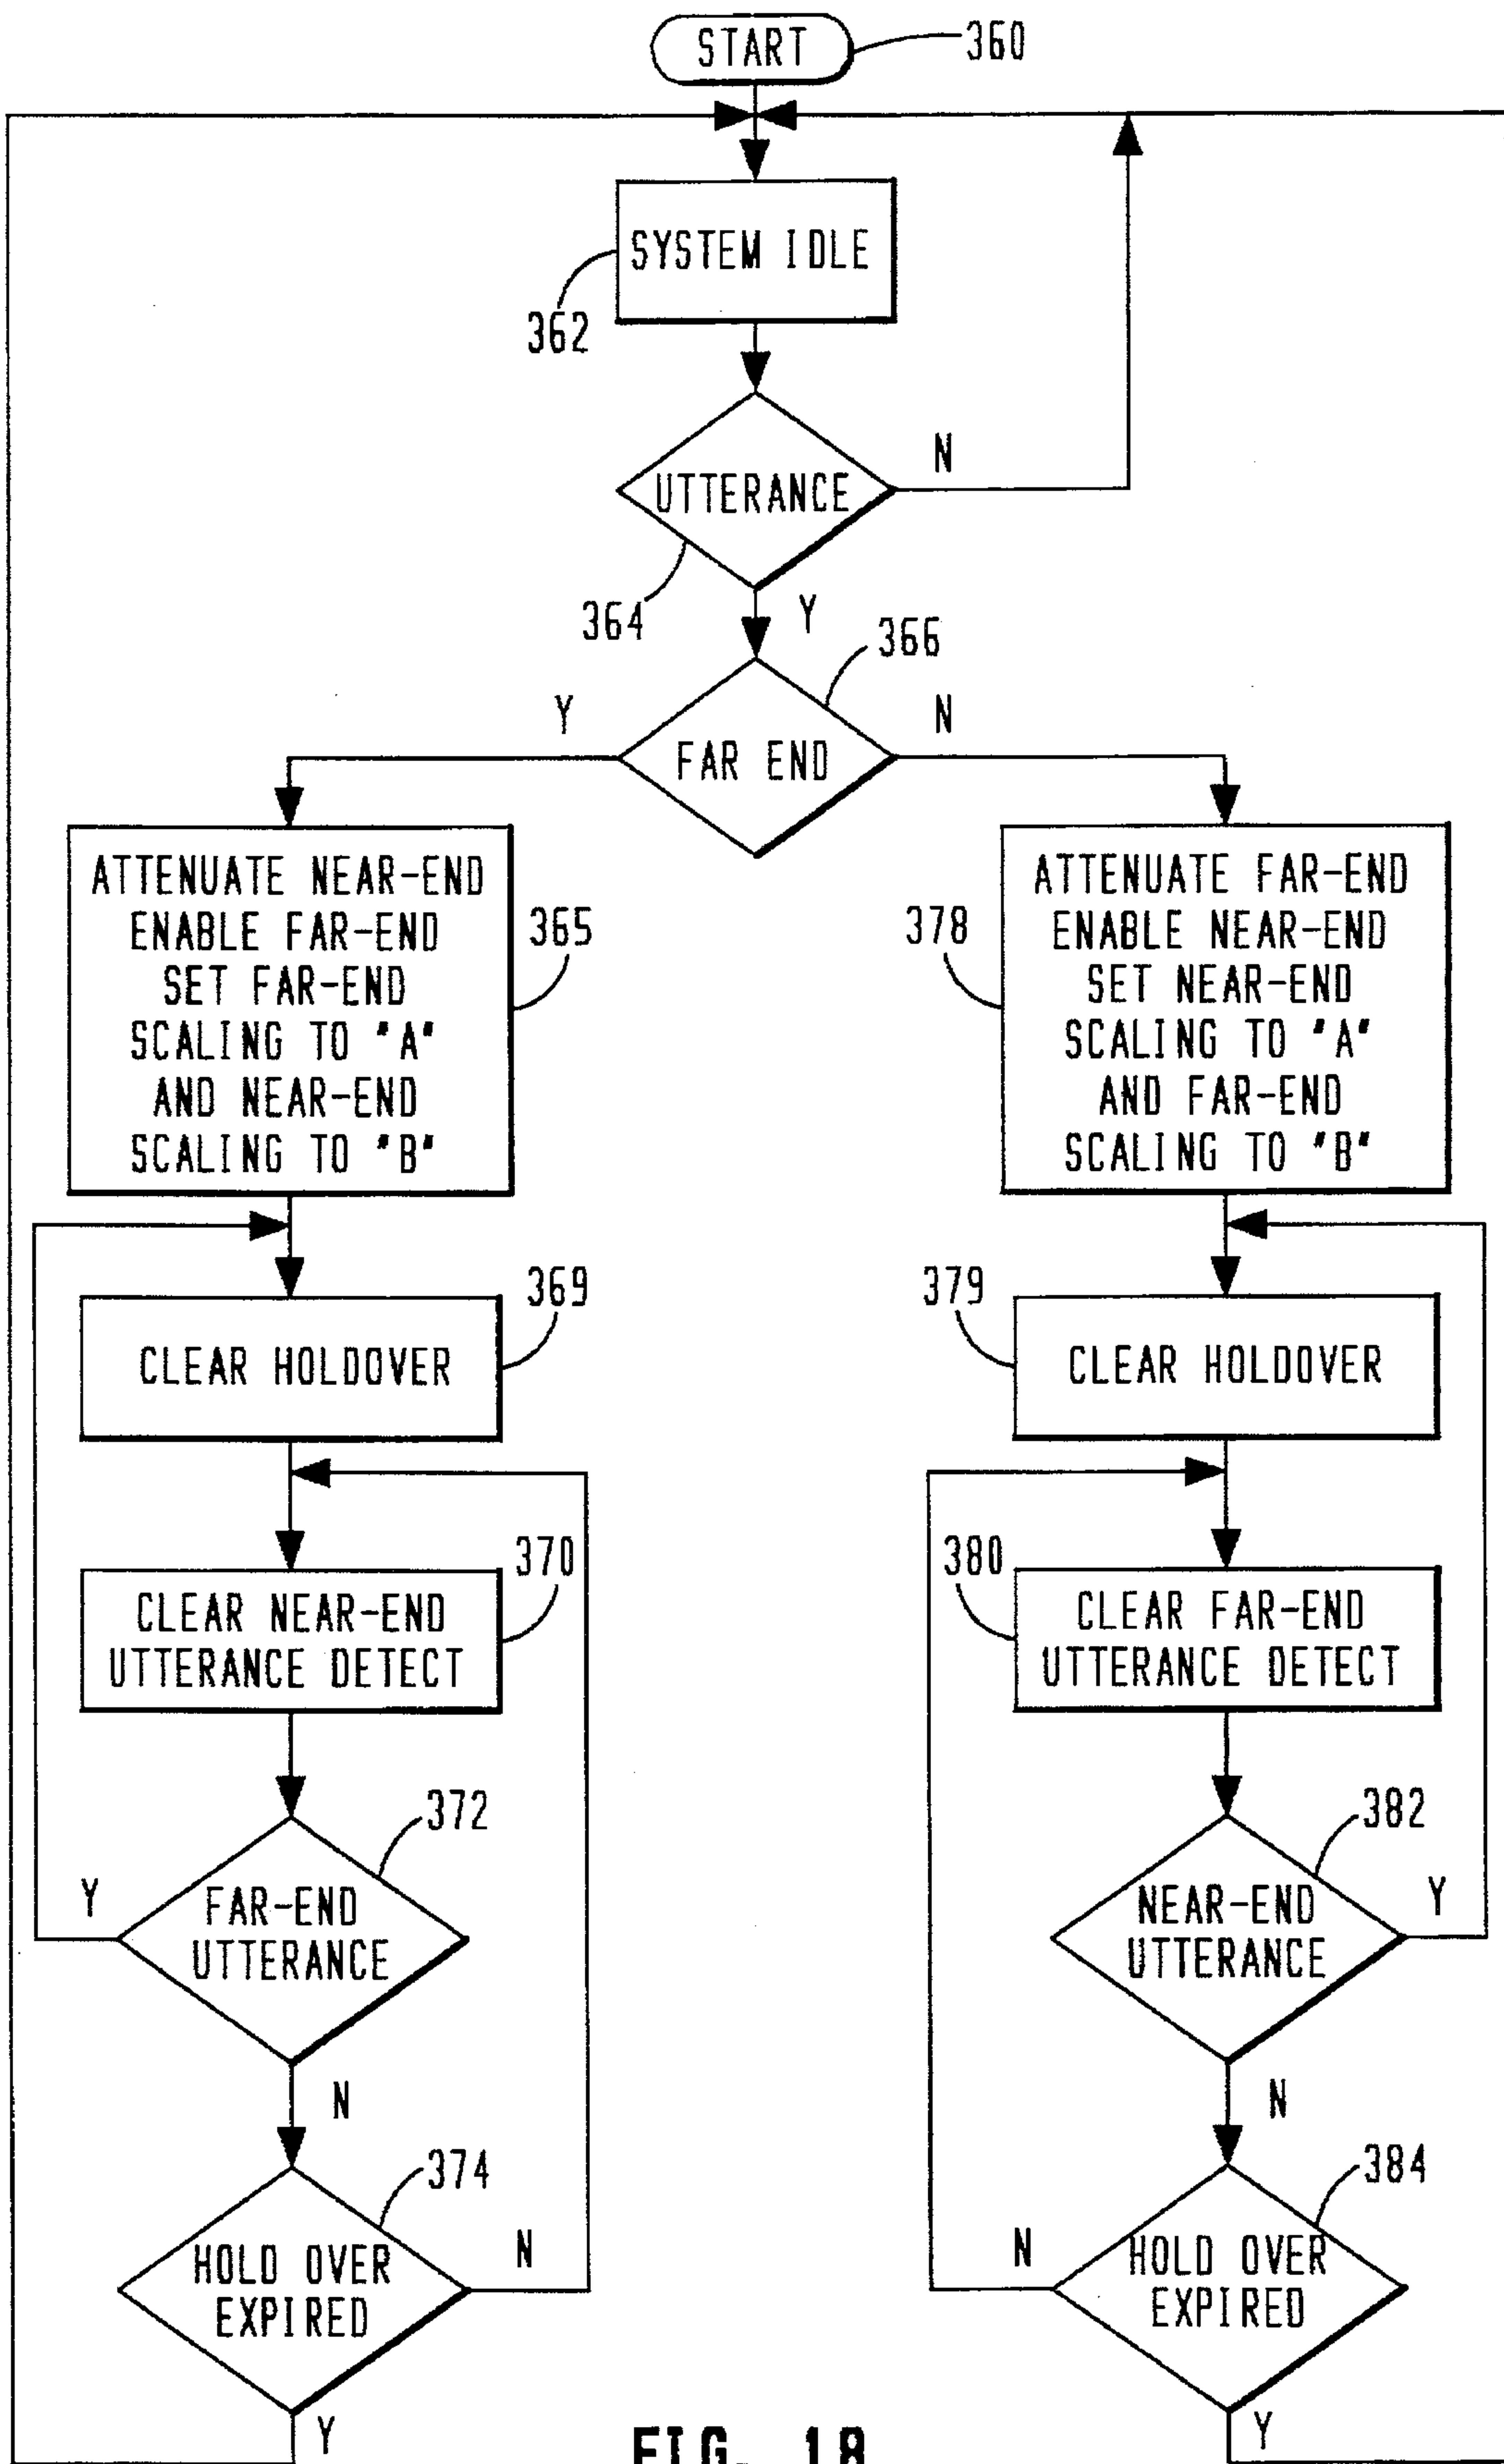 START
360
SYSTEM IDLE
362
UTTERANCE
N
364
Y
366
Y
N
FAR END
ATTENUATE NEAR-END
ENABLE FAR-END
SET FAR-END
SCALING TO "A"
AND NEAR-END
SCALING TO "B"
365
378
ATTENUATE FAR-END
ENABLE NEAR-END
SET NEAR-END
SCALING TO "A"
AND FAR-END
SCALING TO "B"
369
CLEAR HOLDOVER
379
CLEAR HOLDOVER
370
CLEAR NEAR-END
UTTERANCE DETECT
380
CLEAR FAR-END
UTTERANCE DETECT
372
Y
FAR-END
UTTERANCE
N
382
NEAR-END
UTTERANCE
Y
N
374
HOLD OVER
EXPIRED
N
Y
384
N
HOLD OVER
EXPIRED
Y
FIG. 18